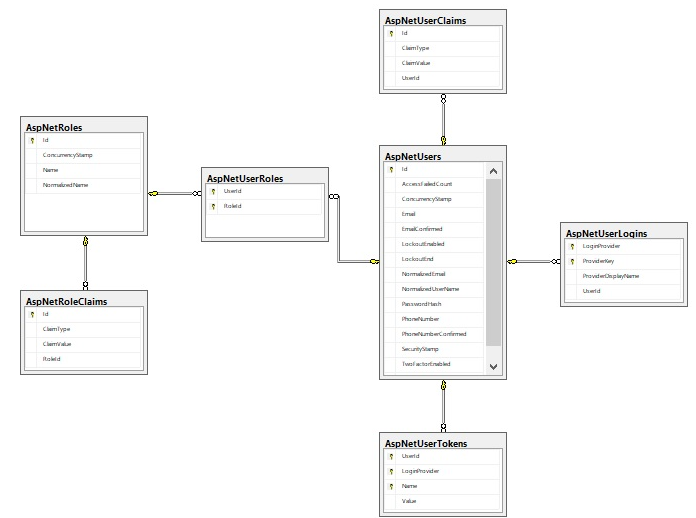 AspNetUserClaims
Id
ClaimType
ClaimValue
UserId
AspNetRoles
Id
ConcurrencyStamp
Name
NormalizedName
AspNetUserRoles
UserId
RoleId
AspNetUsers
Id
AccessFailedCount
ConcurrencyStamp
Email
EmailConfirmed
LockoutEnabled
LockoutEnd
NormalizedEmail
NormalizedUserName
PasswordHash
PhoneNumber
PhoneNumberConfirmed
SecurityStamp
TwoFactorEnabled
AspNetUserLogins
LoginProvider
ProviderKey
ProviderDisplayName
UserId
AspNetRoleClaims
Id
ClaimType
ClaimValue
RoleId
AspNetUserTokens
UserId
LoginProvider
Name
Value